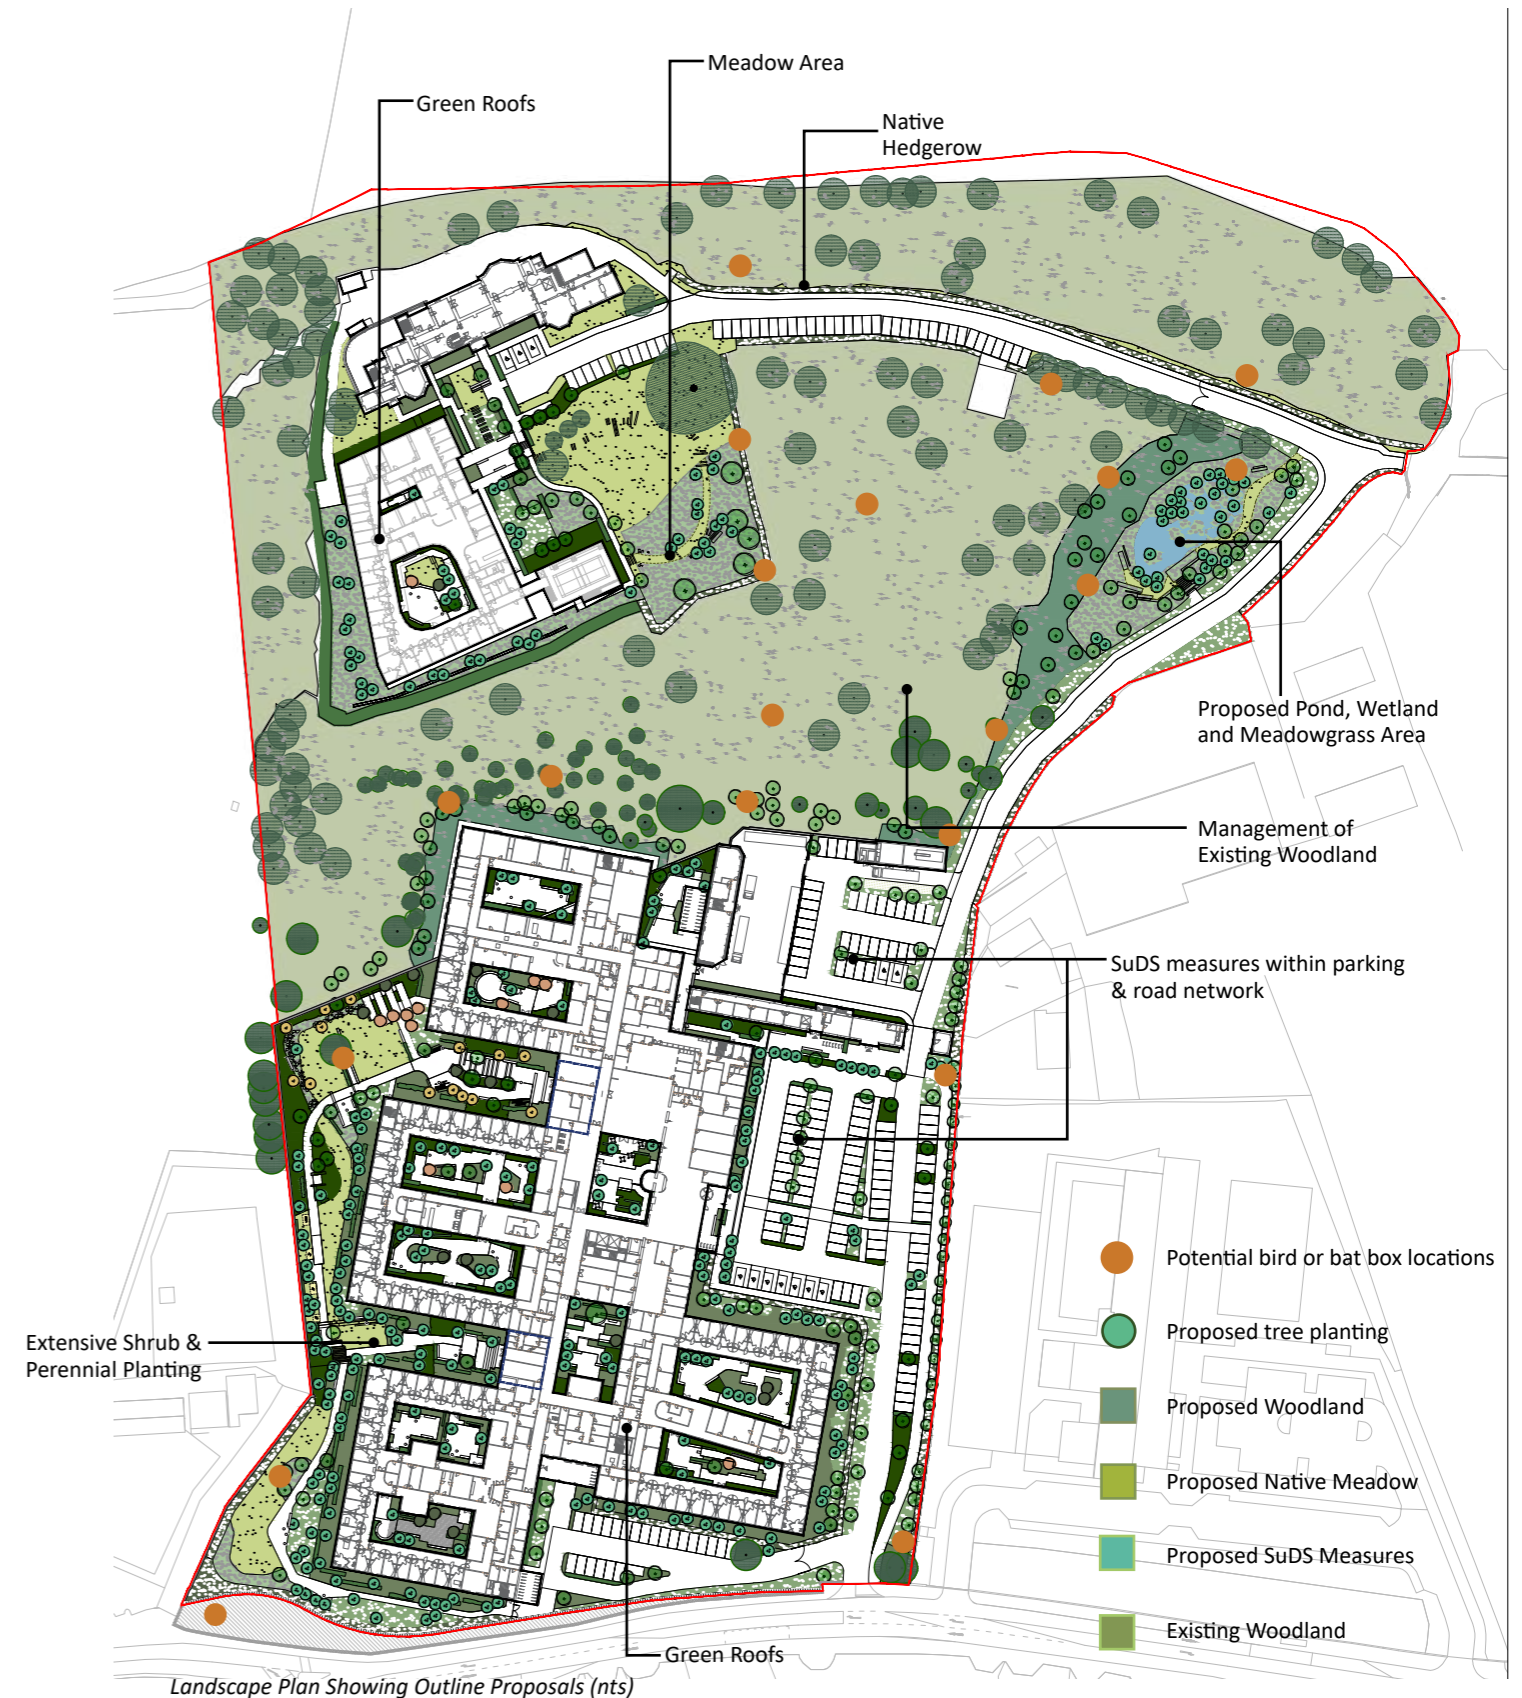 Meadow Area
Green Roofs
Native
Hedgerow
Proposed Pond, Wetland
and Meadowgrass Area
Management of
Existing Woodland
SuDS measures within parking
& road network
Potential bird or bat box locations
Proposed tree planting
Extensive Shrub &
Perennial Planting
Proposed Woodland
Proposed Native Meadow
Proposed SuDS Measures
Existing Woodland
Green Roofs
Landscape Plan Showing Outline Proposals (nts)